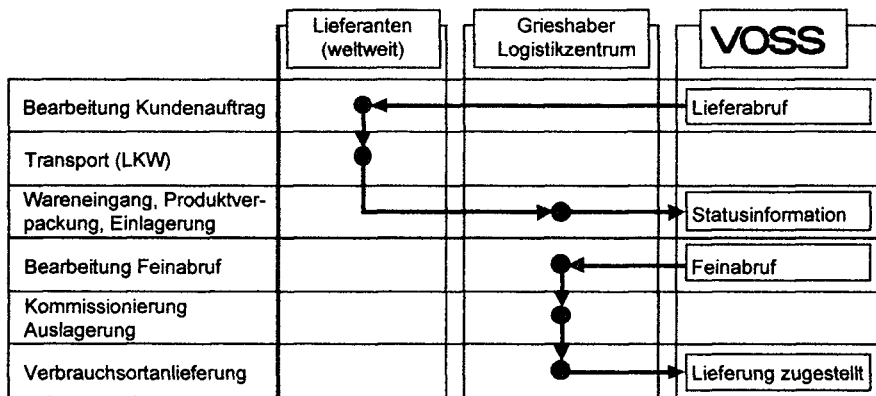 Lieferanten
(weltweit)
Grieshaber
Logistikzentrum
VOSS
Bearbeitung Kundenauftrag
Lieferabruf
Transport (LKW)
Wareneingang, Produktver-
packung, Einlagerung
Statusinformation
Bearbeitung Feinabruf
Feinabruf
Kommissionierung
Auslagerung
Verbrauchsortanlieferung
Lieferung zugestellt